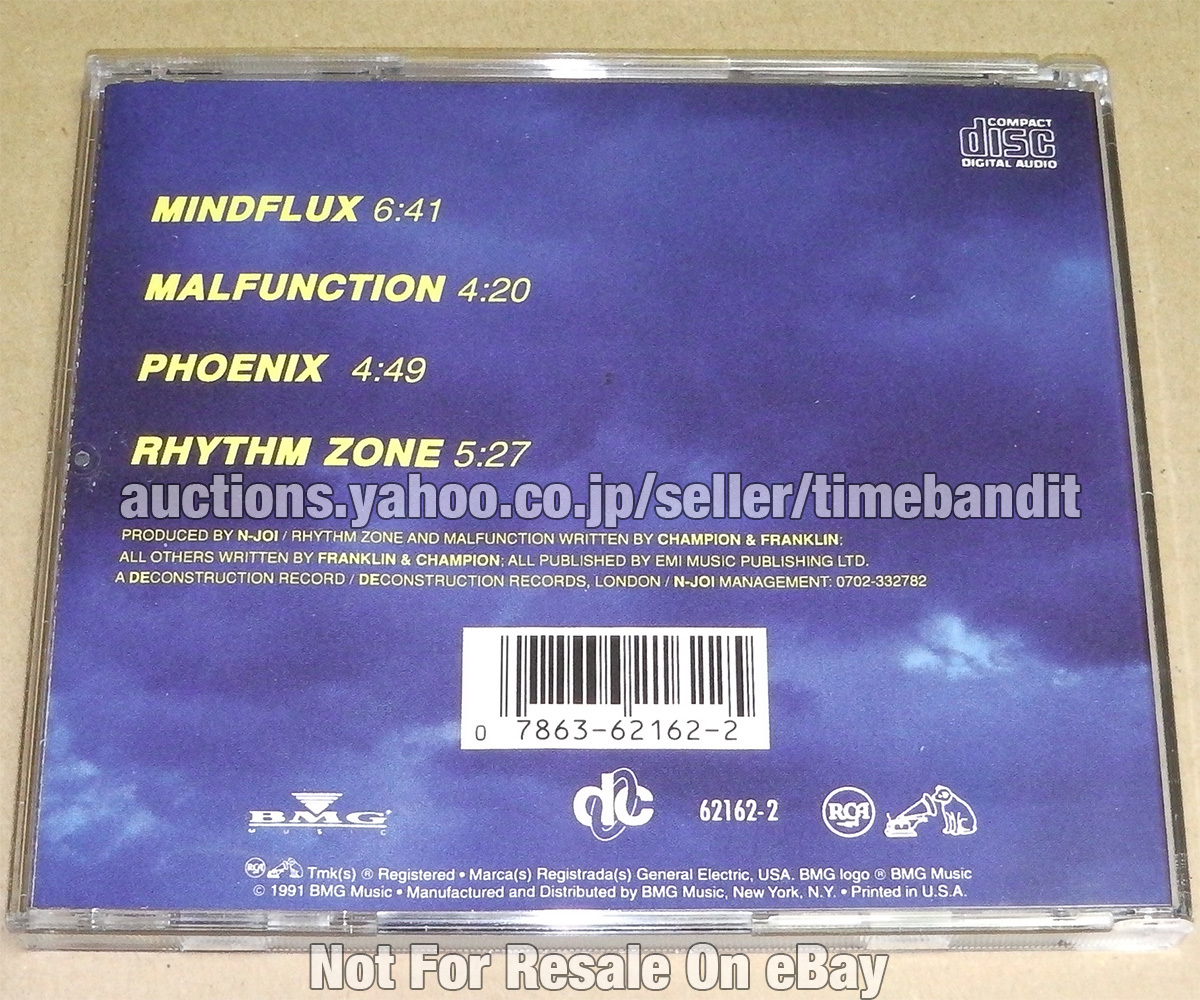 COMPACT
disc
DIGITAL AUDIO
MINDFLUX 6:41
MALFUNCTION 4:20
PHOENIX 4:49
RHYTHM ZONE 5:27
auctions.yahoo.co.jp/seller/timebandit
PRODUCED BY N-JOI / RHYTHM ZONE AND MALFUNCTION WRITTEN BY CHAMPION & FRANKLIN;
ALL OTHERS WRITTEN BY FRANKLIN & CHAMPION; ALL PUBLISHED BY EMI MUSIC PUBLISHING LTD.
A DECONSTRUCTION RECORD / DECONSTRUCTION RECORDS, LONDON / N-JOI MANAGEMENT: 0702-332782
0 7863-62162-2
BMG
MUSIC
dc
62162-2
RCA
RCA Tmk(s) ® Registered • Marca(s) Registrada(s) General Electric, USA. BMG logo ® BMG Music
© 1991 BMG Music • Manufactured and Distributed by BMG Music, New York, N.Y. • Printed in U.S.A.
Not For Resale On eBay